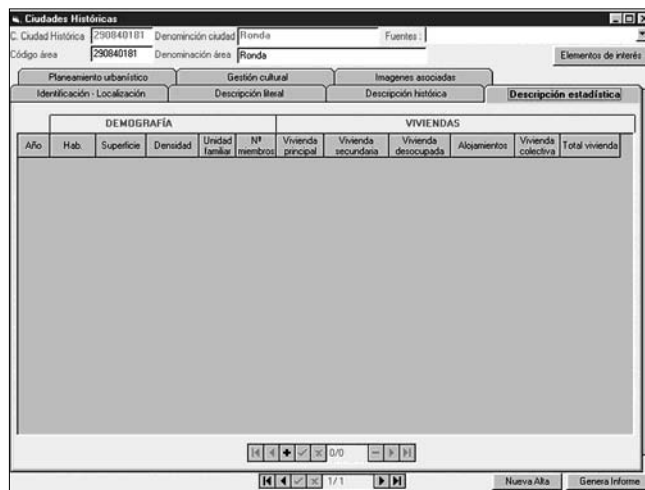 Ciudades Históricas
C. Ciudad Histórica 290840181 Denominción ciudad Ronda Fuentes :
Código área 290840181 Denominación área Ronda Elementos de interés
Planeamiento urbanístico Gestión cultural Imagenes asociadas
Identificación - Localización Descripción literal Descripción histórica Descripción estadística
DEMOGRAFÍA VIVIENDAS
Año Hab. Superficie Densidad Unidad familiar Nº miembros Vivienda principal Vivienda secundaria Vivienda desocupada Alojamientos Vivienda colectiva Total vivienda
0/0
1/1 Nueva Alta Genera Informe